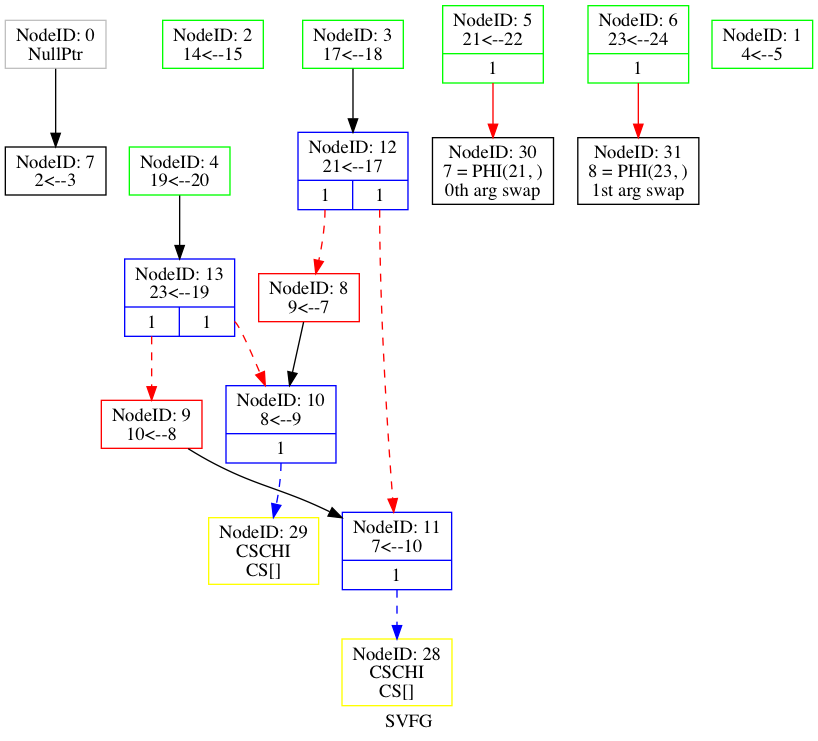 NodeID: 0
NullPtr
NodeID: 2
14<--15
NodeID: 3
17<--18
NodeID: 5
21<--22
1
NodeID: 6
23<--24
1
NodeID: 1
4<--5
NodeID: 7
2<--3
NodeID: 4
19<--20
NodeID: 12
21<--17
1 1
NodeID: 30
7 = PHI(21, )
0th arg swap
NodeID: 31
8 = PHI(23, )
1st arg swap
NodeID: 13
23<--19
1 1
NodeID: 8
9<--7
NodeID: 9
10<--8
NodeID: 10
8<--9
1
NodeID: 29
CSCHI
CS[]
NodeID: 11
7<--10
1
NodeID: 28
CSCHI
CS[]
SVFG